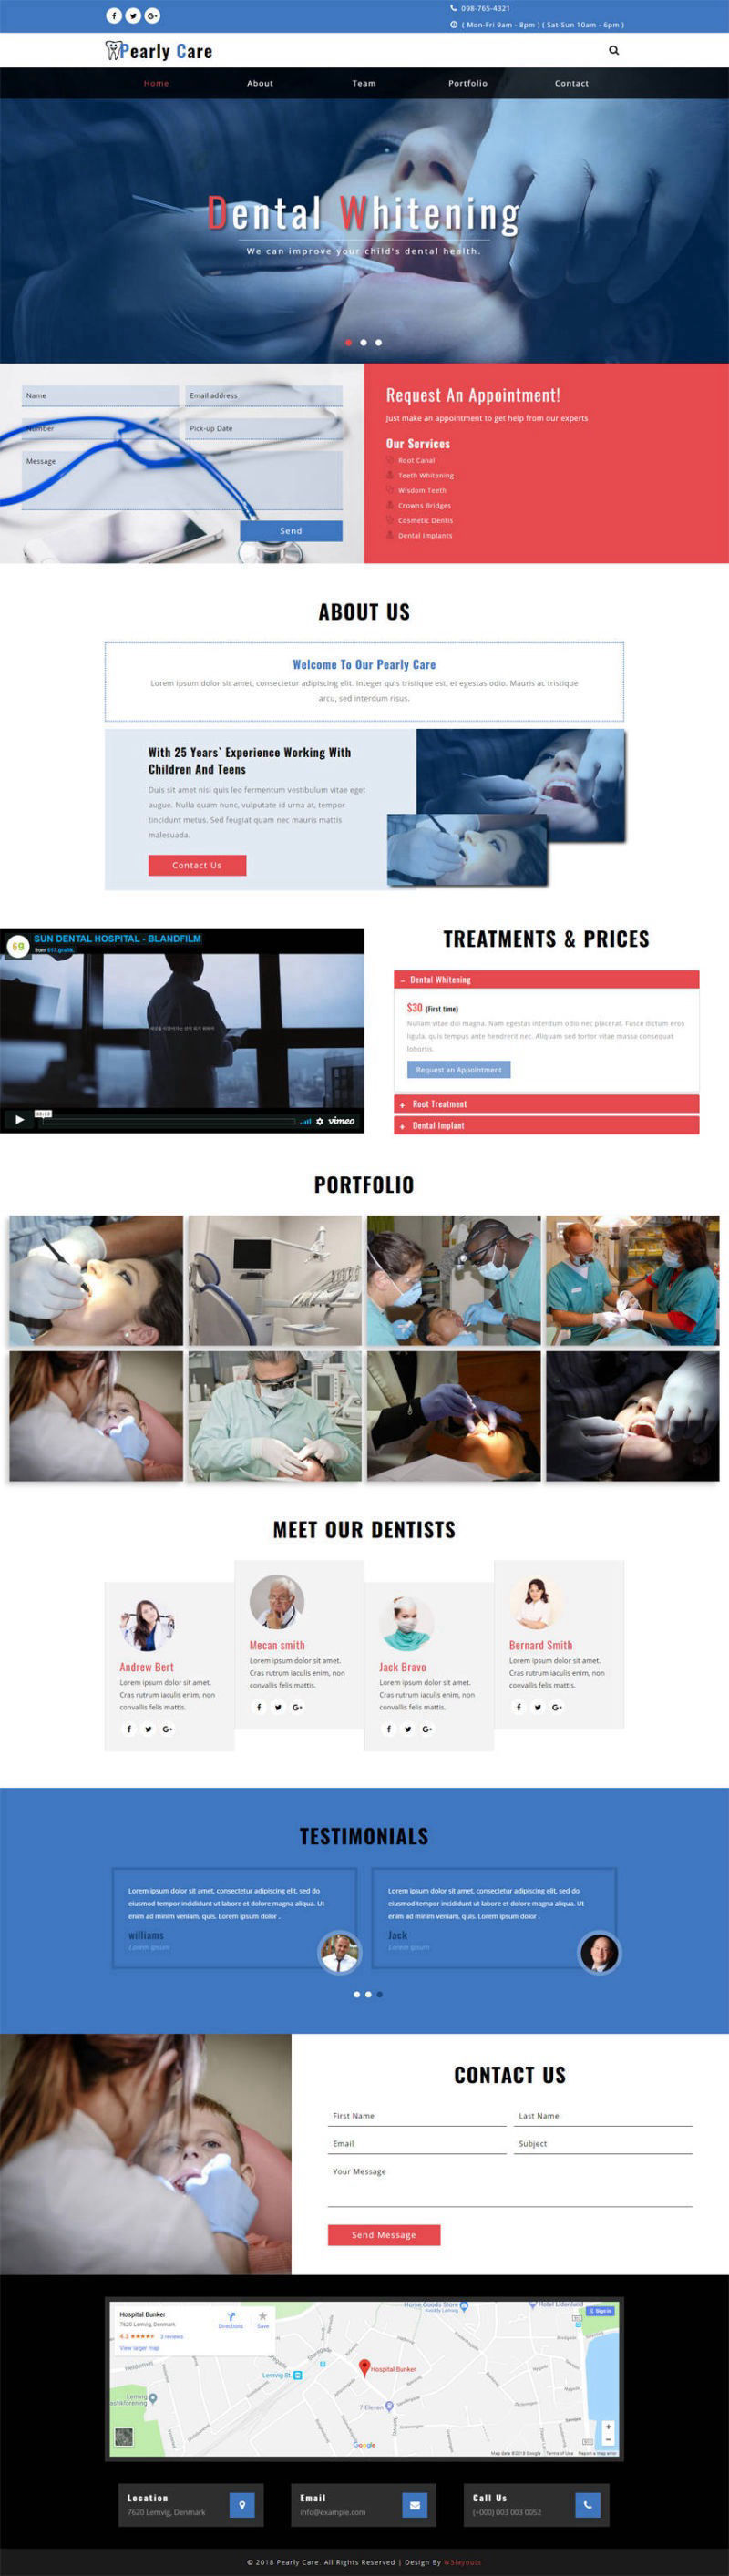 098-765-4321
( Mon-Fri 9am - 8pm ) ( Sat-Sun 10am - 6pm )
Pearly Care
Home About Team Portfolio Contact
Dental Whitening
We can improve your child's dental health.
Name Email address
Number Pick-up Date
Message
Send
Request An Appointment!
Just make an appointment to get help from our experts
Our Services
Root Canal
Teeth Whitening
Wisdom Teeth
Crowns Bridges
Cosmetic Dentis
Dental Implants
ABOUT US
Welcome To Our Pearly Care
Lorem ipsum dolor sit amet, consectetur adipiscing elit. Integer quis tristique est, et egestas odio. Mauris ac tristique
arcu, sed interdum risus.
With 25 Years` Experience Working With
Children And Teens
Duis sit amet nisi quis leo fermentum vestibulum vitae eget
augue. Nulla quam nunc, vulputate id urna at, tempor
tincidunt metus. Sed feugiat quam nec mauris mattis
malesuada.
Contact Us
SUN DENTAL HOSPITAL - BLANDFILM
vimeo
TREATMENTS & PRICES
- Dental Whitening
$30 (First time)
Nullam vitae dui magna. Nam egestas interdum odio nec placerat. Fusce dictum eros
ligula, quis tempus ante hendrerit nec. Aliquam sed tortor vitae massa consequat
lobortis.
Request an Appointment
+ Root Treatment
+ Dental Implant
PORTFOLIO
MEET OUR DENTISTS
Andrew Bert
Lorem ipsum dolor sit amet.
Cras rutrum iaculis enim, non
convallis felis mattis.
Mecan smith
Lorem ipsum dolor sit amet.
Cras rutrum iaculis enim, non
convallis felis mattis.
Jack Bravo
Lorem ipsum dolor sit amet.
Cras rutrum iaculis enim, non
convallis felis mattis.
Bernard Smith
Lorem ipsum dolor sit amet.
Cras rutrum iaculis enim, non
convallis felis mattis.
TESTIMONIALS
Lorem ipsum dolor sit amet, consectetur adipiscing elit, sed do
eiusmod tempor incididunt ut labore et dolore magna aliqua. Ut
enim ad minim veniam, quis. Lorem ipsum dolor .
williams
Lorem ipsum
Lorem ipsum dolor sit amet, consectetur adipiscing elit, sed do
eiusmod tempor incididunt ut labore et dolore magna aliqua. Ut
enim ad minim veniam, quis. Lorem ipsum dolor .
Jack
Lorem ipsum
CONTACT US
First Name Last Name
Email Subject
Your Message
Send Message
Hospital Bunker
7620 Lemvig, Denmark
Directions Save
4.3 3 reviews
View larger map
Sign in
Lemvig St.
Hospital Bunker
7-Eleven
Google
Location
7620 Lemvig, Denmark
Email
info@example.com
Call Us
(+000) 003 003 0052
© 2018 Pearly Care. All Rights Reserved | Design By W3layouts